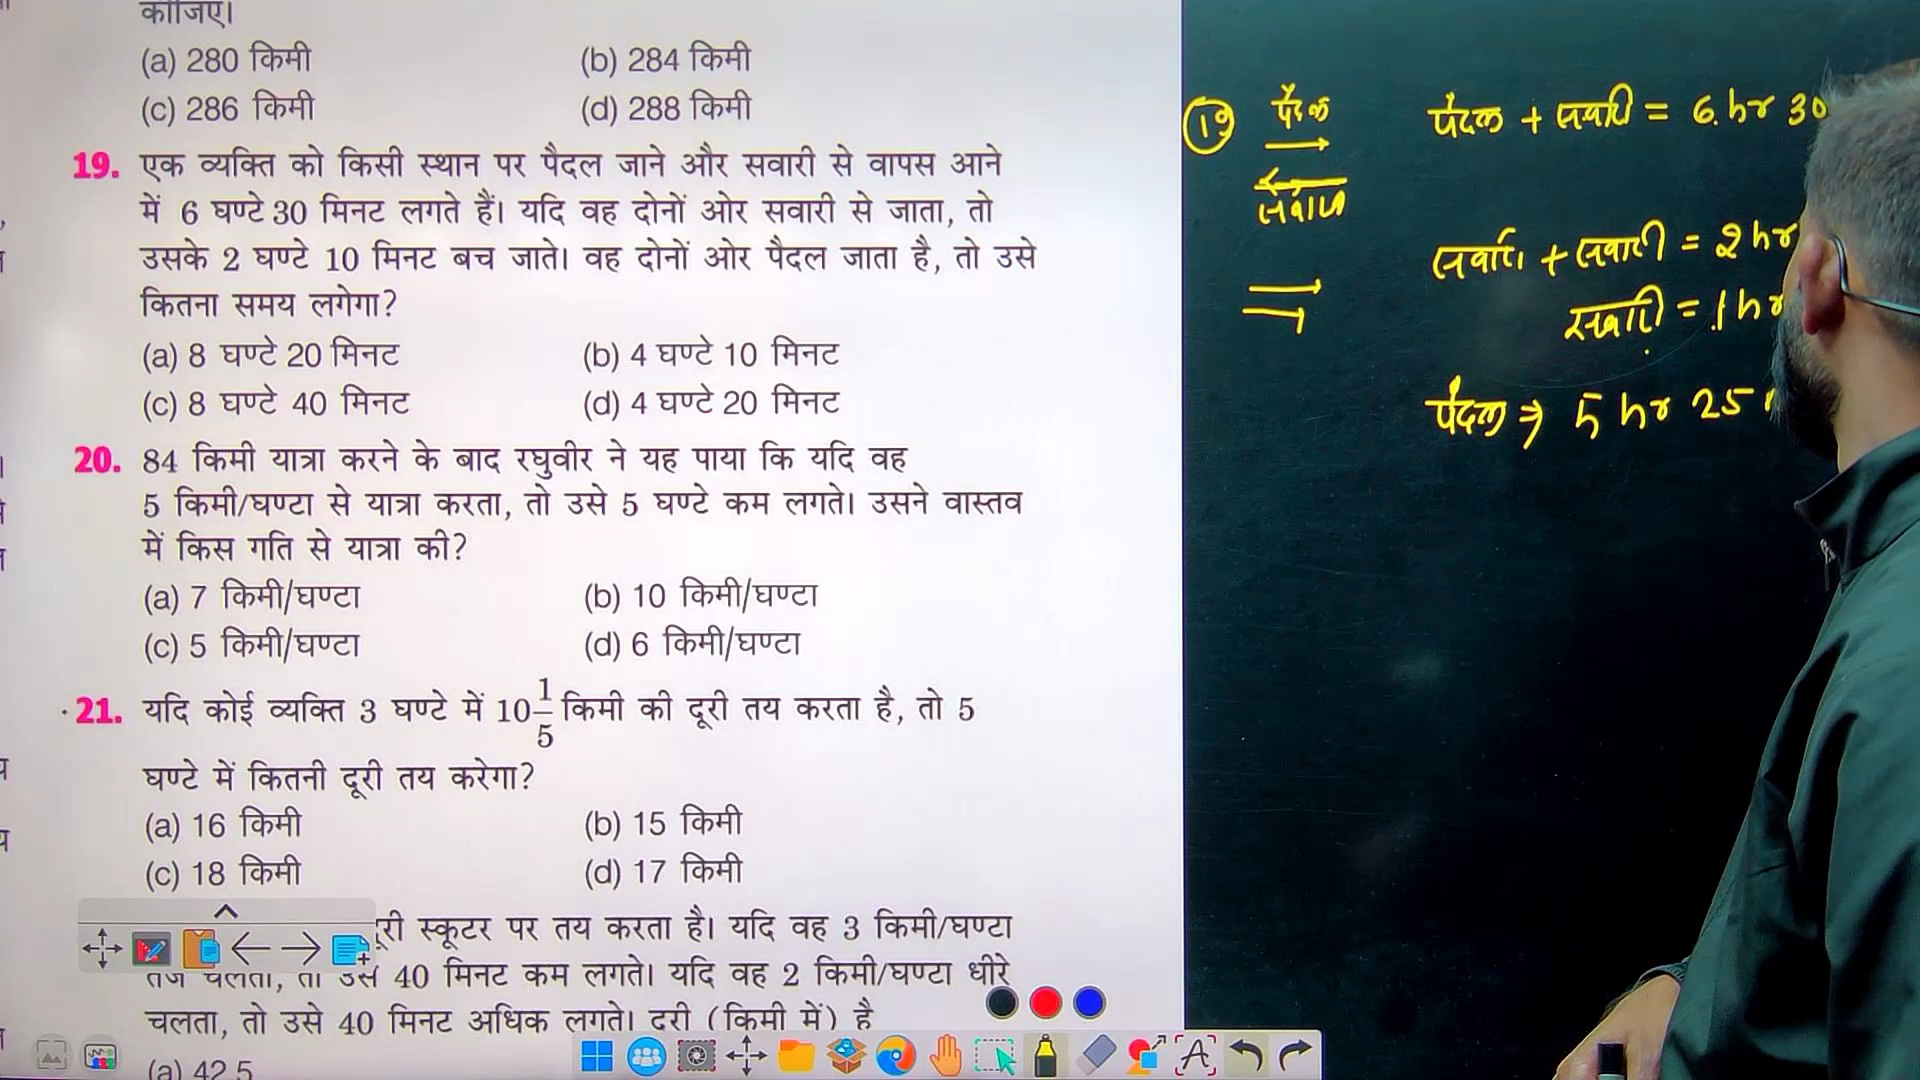 कीजिए।
(a) 280 किमी (b) 284 किमी
(c) 286 किमी (d) 288 किमी
19. एक व्यक्ति को किसी स्थान पर पैदल जाने और सवारी से वापस आने
में 6 घण्टे 30 मिनट लगते हैं। यदि वह दोनों ओर सवारी से जाता, तो
उसके 2 घण्टे 10 मिनट बच जाते। वह दोनों ओर पैदल जाता है, तो उसे
कितना समय लगेगा?
(a) 8 घण्टे 20 मिनट (b) 4 घण्टे 10 मिनट
(c) 8 घण्टे 40 मिनट (d) 4 घण्टे 20 मिनट
20. 84 किमी यात्रा करने के बाद रघुवीर ने यह पाया कि यदि वह
5 किमी/घण्टा से यात्रा करता, तो उसे 5 घण्टे कम लगते। उसने वास्तव
में किस गति से यात्रा की?
(a) 7 किमी/घण्टा (b) 10 किमी/घण्टा
(c) 5 किमी/घण्टा (d) 6 किमी/घण्टा
21. यदि कोई व्यक्ति 3 घण्टे में 10 1/5 किमी की दूरी तय करता है, तो 5
घण्टे में कितनी दूरी तय करेगा?
(a) 16 किमी (b) 15 किमी
(c) 18 किमी (d) 17 किमी
स्कूटर पर तय करता है। यदि वह 3 किमी/घण्टा
तेज चलता, तो उसे 40 मिनट कम लगते। यदि वह 2 किमी/घण्टा धीरे
चलता, तो उसे 40 मिनट अधिक लगते। दूरी (किमी में) है
(a) 42.5
19 पैदल
सवारी
पैदल + सवारी = 6 hr 30
सवारी + सवारी = 2 hr
सवारी = 1 hr
पैदल ⇒ 5 hr 25